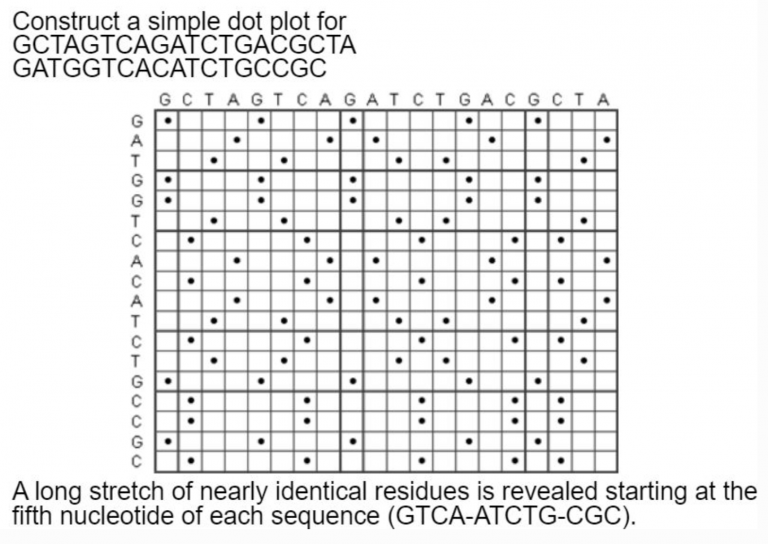 Construct a simple dot plot for
GCTAGTCAGATCTGACGCTA
GATGGTCACATCTGCCGC
G C T A G T C A G A T C T G A C G C T A
G
A
T
G
G
T
C
A
C
A
T
C
T
G
C
C
G
C
A long stretch of nearly identical residues is revealed starting at the
fifth nucleotide of each sequence (GTCA-ATCTG-CGC).